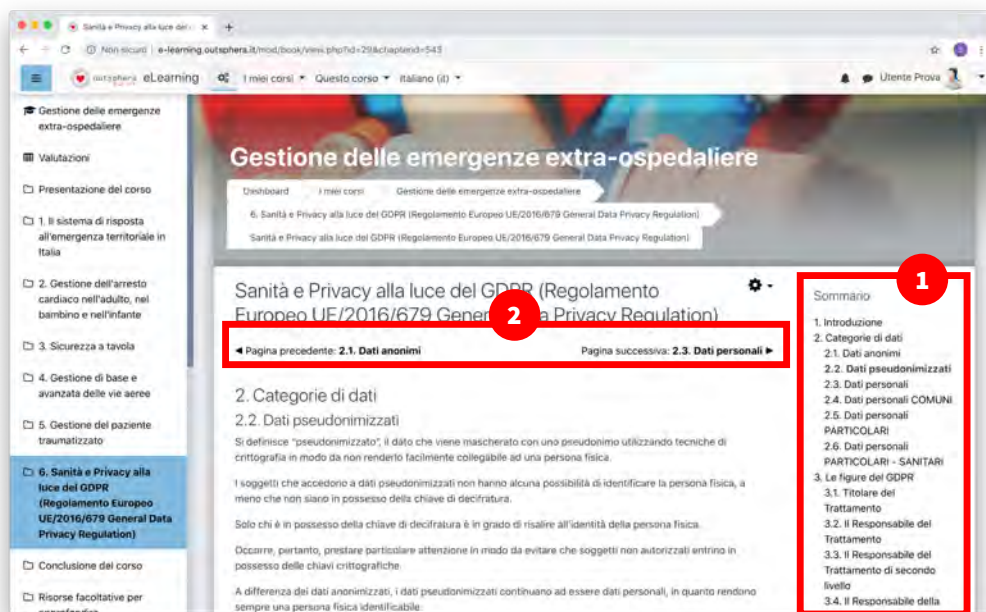 Sanità e Privacy alla luce del
Non sicuro | e-learning.outsphera.it/mod/book/view.php?id=29&chapterid=543
outsphera eLearning
I miei corsi
Questo corso
Italiano (it)
Utente Prova
Gestione delle emergenze
extra-ospedaliere
Valutazioni
Presentazione del corso
1. Il sistema di risposta
all'emergenza territoriale in
Italia
2. Gestione dell'arresto
cardiaco nell'adulto, nel
bambino e nell'infante
3. Sicurezza a tavola
4. Gestione di base e
avanzata delle vie aeree
5. Gestione del paziente
traumatizzato
6. Sanità e Privacy alla
luce del GDPR
(Regolamento Europeo
UE/2016/679 General Data
Privacy Regulation)
Conclusione del corso
Risorse facoltative per
Gestione delle emergenze extra-ospedaliere
Dashboard
I miei corsi
Gestione delle emergenze extra-ospedaliere
6. Sanità e Privacy alla luce del GDPR (Regolamento Europeo UE/2016/679 General Data Privacy Regulation)
Sanità e Privacy alla luce del GDPR (Regolamento Europeo UE/2016/679 General Data Privacy Regulation)
Sanità e Privacy alla luce del GDPR (Regolamento
Europeo UE/2016/679 Gener a Privacy Regulation)
2
Pagina precedente: 2.1. Dati anonimi
Pagina successiva: 2.3. Dati personali
2. Categorie di dati
2.2. Dati pseudonimizzati
Si definisce "pseudonimizzato", il dato che viene mascherato con uno pseudonimo utilizzando tecniche di
crittografia in modo da non renderlo facilmente collegabile ad una persona fisica.
I soggetti che accedono a dati pseudonimizzati non hanno alcuna possibilità di identificare la persona fisica, a
meno che non siano in possesso della chiave di decifratura.
Solo chi è in possesso della chiave di decifratura è in grado di risalire all'identità della persona fisica.
Occorre, pertanto, prestare particolare attenzione in modo da evitare che soggetti non autorizzati entrino in
possesso delle chiavi crittografiche.
A differenza dei dati anonimizzati, i dati pseudonimizzati continuano ad essere dati personali, in quanto rendono
sempre una persona fisica identificabile.
1
Sommario
1. Introduzione
2. Categorie di dati
2.1. Dati anonimi
2.2. Dati pseudonimizzati
2.3. Dati personali
2.4. Dati personali COMUNI
2.5. Dati personali
PARTICOLARI
2.6. Dati personali
PARTICOLARI - SANITARI
3. Le figure del GDPR
3.1. Titolare del
Trattamento
3.2. Il Responsabile del
Trattamento
3.3. Il Responsabile del
Trattamento di secondo
livello
3.4. Il Responsabile della